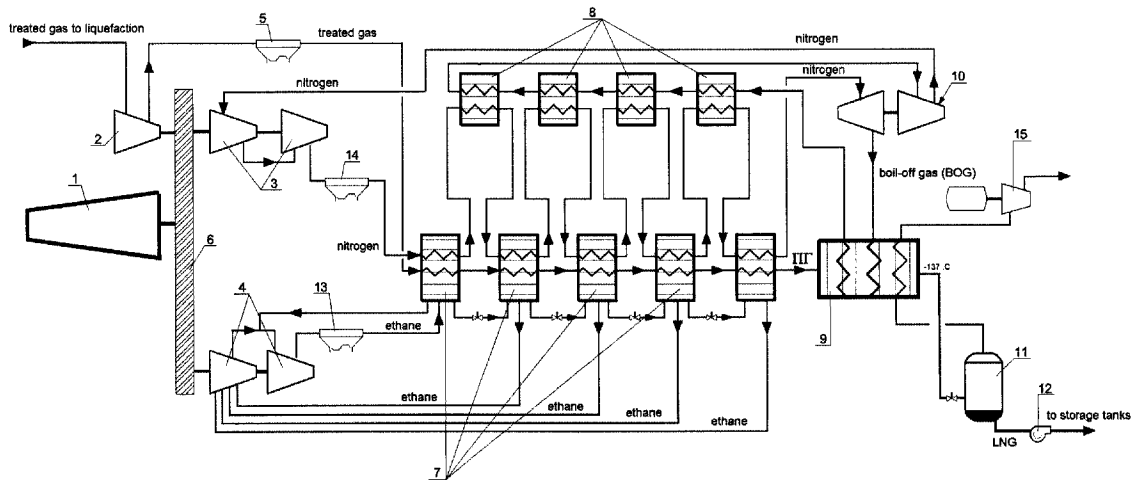 5
8
treated gas to liquefaction
treated gas
nitrogen
nitrogen
nitrogen
10
2
3
14
15
boil-off gas (BOG)
1
6
nitrogen
ПГ
-137 .C
4
13
ethane
9
11
12
to storage tanks
ethane
ethane
ethane
LNG
7